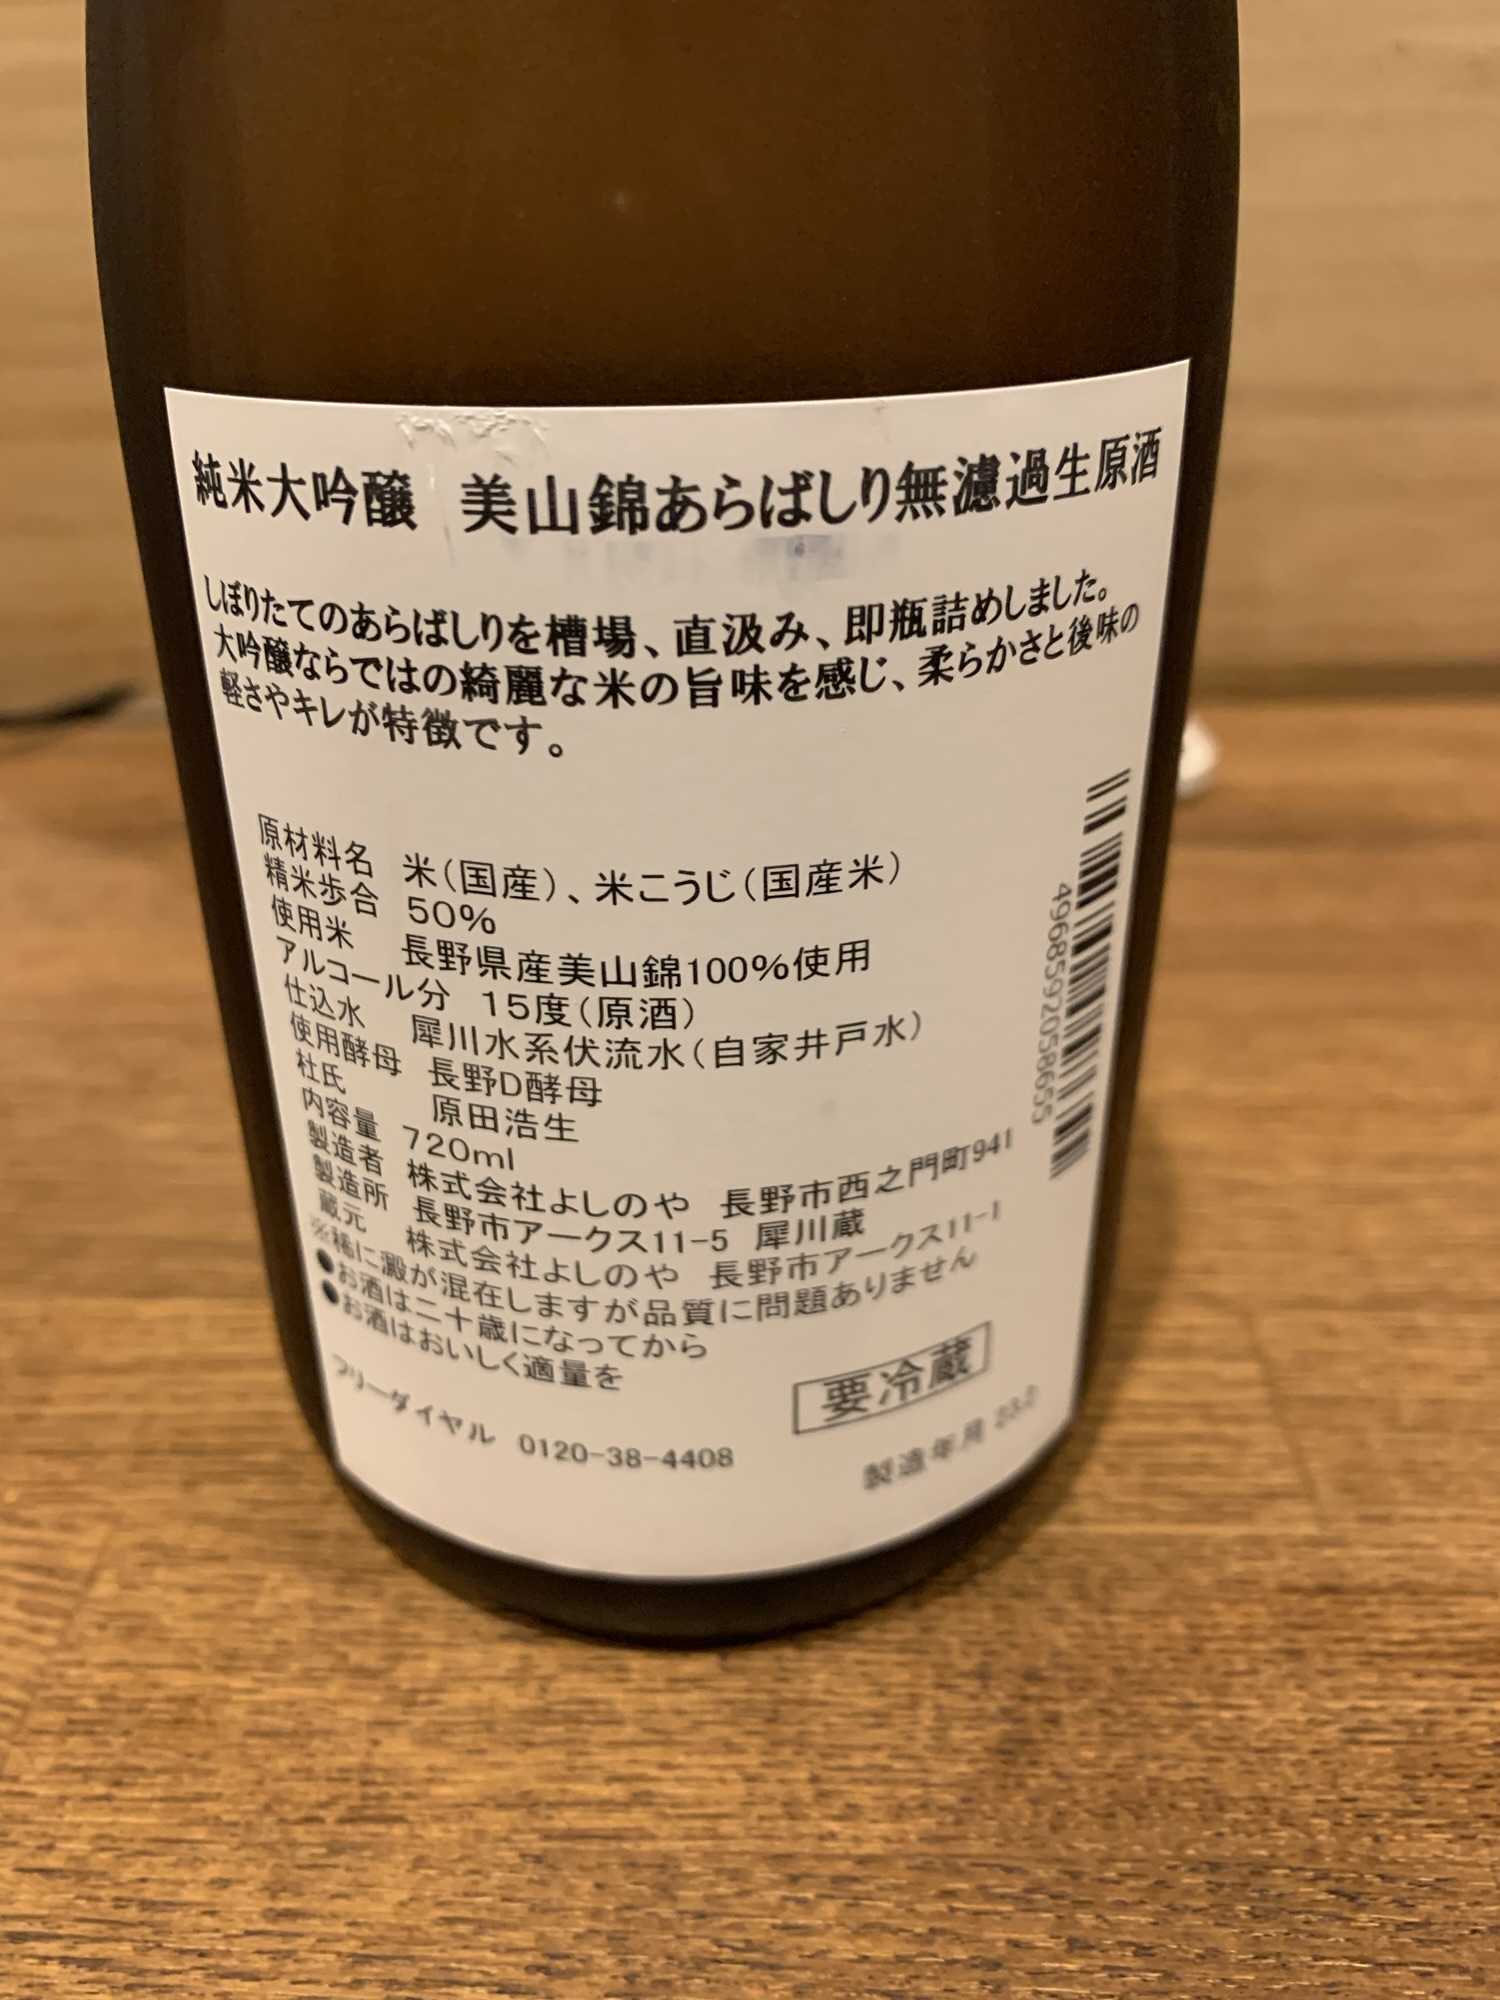 純米大吟醸　美山錦あらばしり無濾過生原酒
しぼりたてのあらばしりを槽場、直汲み、即瓶詰めしました。
大吟醸ならではの綺麗な米の旨味を感じ、柔らかさと後味の
軽さやキレが特徴です。
原材料名　米(国産)、米こうじ(国産米)
精米歩合　50%
使用米　長野県産美山錦100%使用
アルコール分　15度(原酒)
仕込水　犀川水系伏流水(自家井戸水)
使用酵母　長野D酵母
杜氏　原田浩生
内容量　720ml
製造者　株式会社よしのや　長野市西之門町941
製造所　長野市アークス11-5　犀川蔵
蔵元　株式会社よしのや　長野市アークス11-1
※稀に澱が混在しますが品質に問題ありません
●お酒は二十歳になってから
●お酒はおいしく適量を
要冷蔵
フリーダイヤル　0120-38-4408
製造年月
4968592058655